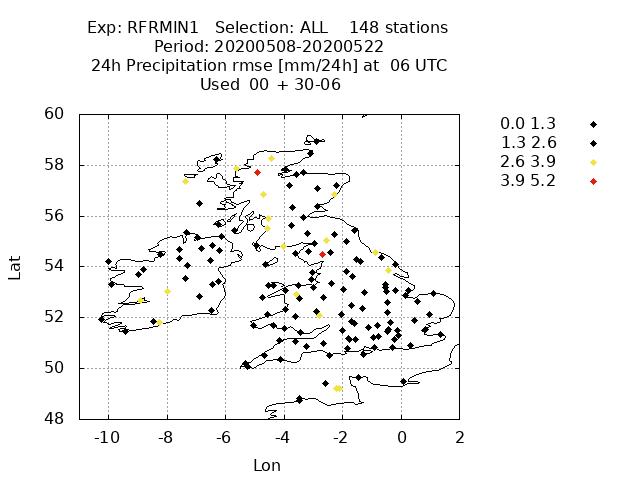 Exp: RFRMIN1 Selection: ALL 148 stations
Period: 20200508-20200522
24h Precipitation rmse [mm/24h] at 06 UTC
Used 00 + 30-06
60
58
56
54
52
50
48
Lat
-10 -8 -6 -4 -2 0 2
Lon
0.0 1.3
1.3 2.6
2.6 3.9
3.9 5.2